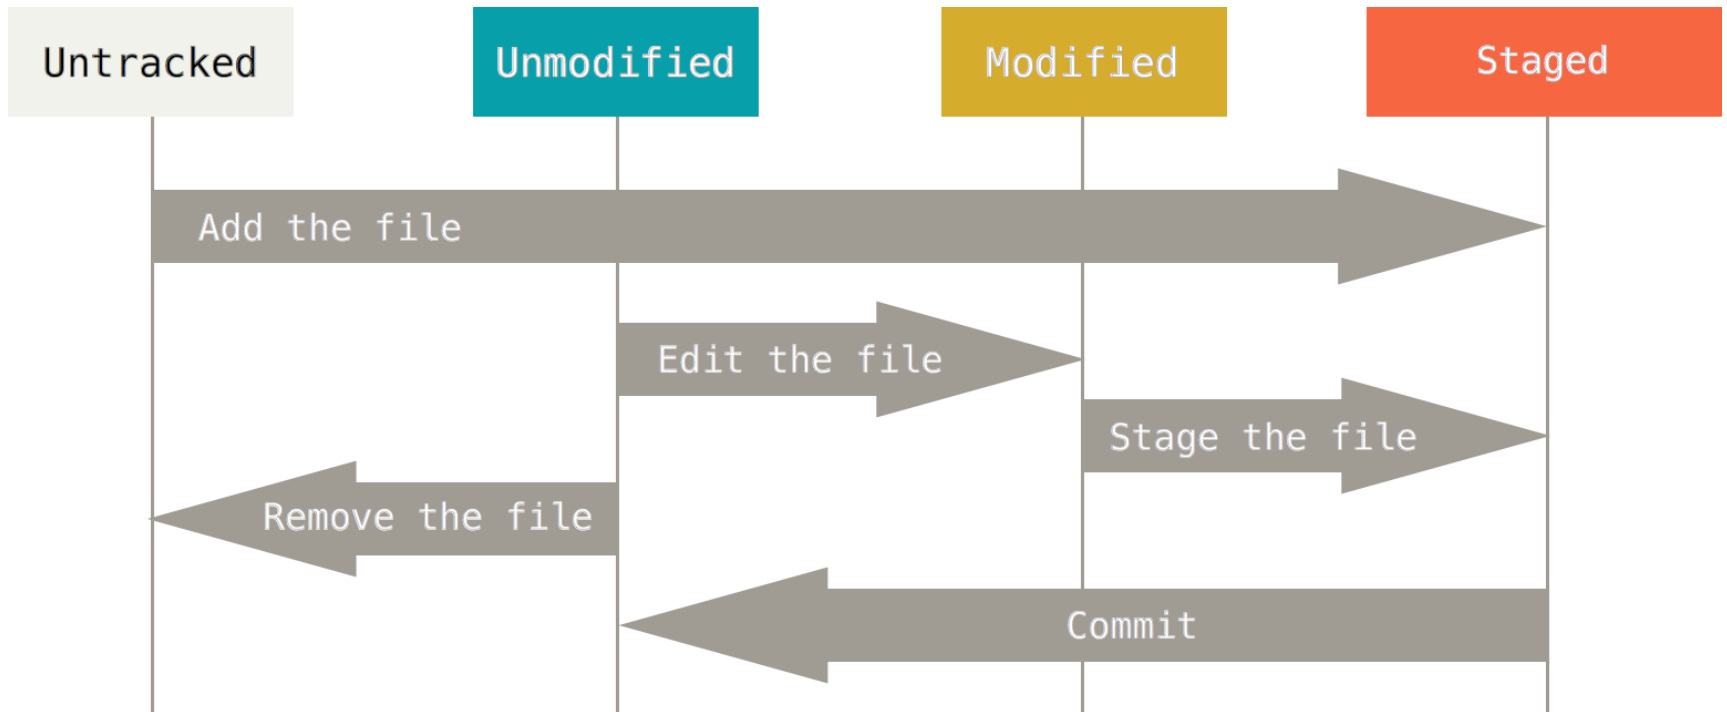 Untracked
Unmodified
Modified
Staged
Add the file
Edit the file
Stage the file
Remove the file
Commit